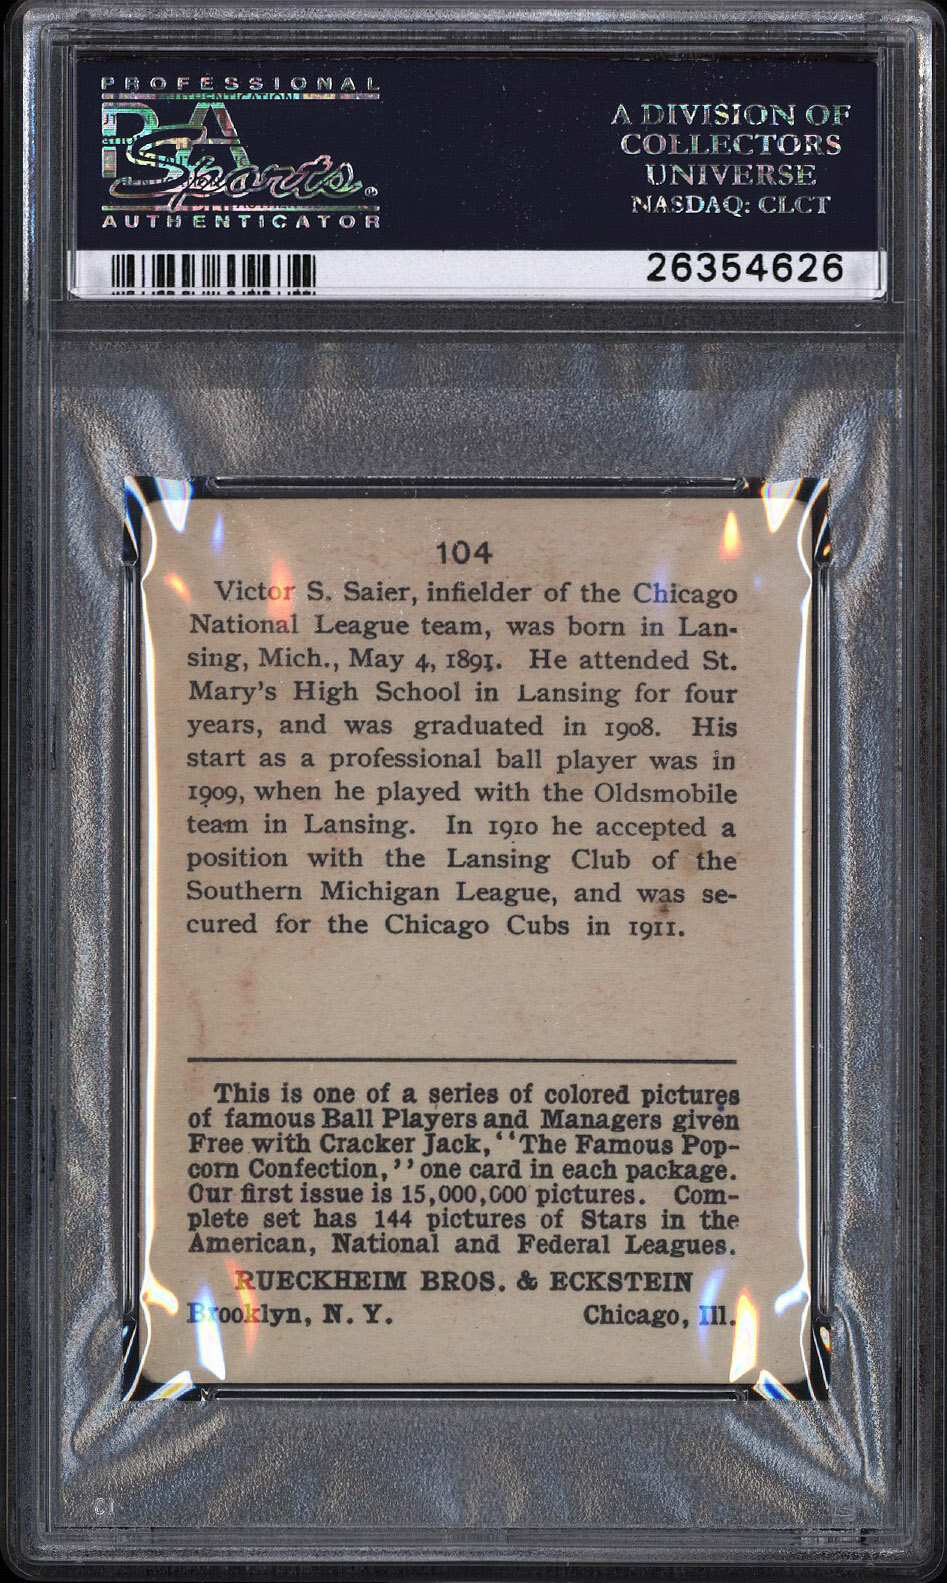 PROFESSIONAL
PSA
Sports
AUTHENTICATOR
A DIVISION OF
COLLECTORS
UNIVERSE
NASDAQ: CLCT
26354626
104
Victor S. Saier, infielder of the Chicago
National League team, was born in Lan-
sing, Mich., May 4, 1891. He attended St.
Mary's High School in Lansing for four
years, and was graduated in 1908. His
start as a professional ball player was in
1909, when he played with the Oldsmobile
team in Lansing. In 1910 he accepted a
position with the Lansing Club of the
Southern Michigan League, and was se-
cured for the Chicago Cubs in 1911.
This is one of a series of colored pictures
of famous Ball Players and Managers given
Free with Cracker Jack, "The Famous Pop-
corn Confection," one card in each package.
Our first issue is 15,000,000 pictures. Com-
plete set has 144 pictures of Stars in the
American, National and Federal Leagues.
RUECKHEIM BROS. & ECKSTEIN
Brooklyn, N. Y. Chicago, Ill.